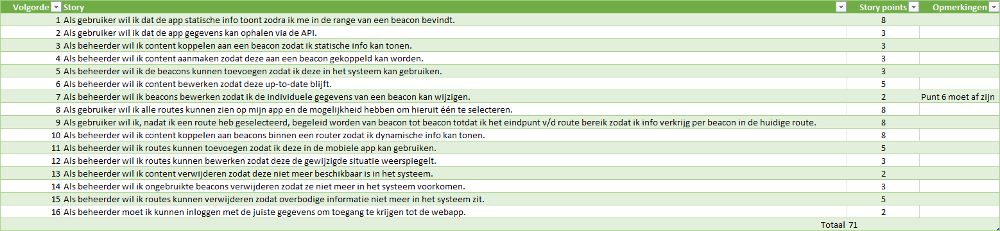 Volgorde Story Story points Opmerkingen
1 Als gebruiker wil ik dat de app statische info toont zodra ik me in de range van een beacon bevindt. 8
2 Als gebruiker wil ik dat de app gegevens kan ophalen via de API. 3
3 Als beheerder wil ik content koppelen aan een beacon zodat ik statische info kan tonen. 3
4 Als beheerder wil ik content aanmaken zodat deze aan een beacon gekoppeld kan worden. 3
5 Als beheerder wil ik de beacons kunnen toevoegen zodat ik deze in het systeem kan gebruiken. 3
6 Als beheerder wil ik content bewerken zodat deze up-to-date blijft. 5
7 Als beheerder wil ik beacons bewerken zodat ik de individuele gegevens van een beacon kan wijzigen. 2 Punt 6 moet af zijn
8 Als gebruiker wil ik alle routes kunnen zien op mijn app en de mogelijkheid hebben om hieruit één te selecteren. 8
9 Als gebruiker wil ik, nadat ik een route heb geselecteerd, begeleid worden van beacon tot beacon totdat ik het eindpunt v/d route bereik zodat ik info verkrijg per beacon in de huidige route. 8
10 Als beheerder wil ik content koppelen aan beacons binnen een router zodat ik dynamische info kan tonen. 8
11 Als beheerder wil ik routes kunnen toevoegen zodat ik deze in de mobiele app kan gebruiken. 5
12 Als beheerder wil ik routes kunnen bewerken zodat deze de gewijzigde situatie weerspiegelt. 3
13 Als beheerder wil ik content verwijderen zodat deze niet meer beschikbaar is in het systeem. 2
14 Als beheerder wil ik ongebruikte beacons verwijderen zodat ze niet meer in het systeem voorkomen. 3
15 Als beheerder wil ik routes kunnen verwijderen zodat overbodige informatie niet meer in het systeem zit. 5
16 Als beheerder moet ik kunnen inloggen met de juiste gegevens om toegang te krijgen tot de webapp. 2
Totaal 71